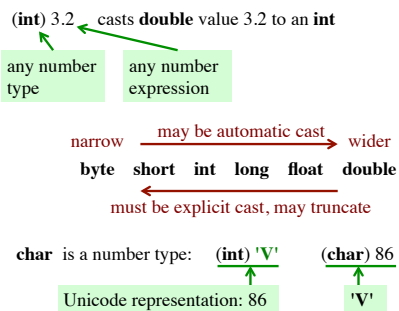 (int) 3.2 casts double value 3.2 to an int
any number type
any number expression
narrow may be automatic cast wider
byte short int long float double
must be explicit cast, may truncate
char is a number type: (int) 'V' (char) 86
Unicode representation: 86 'V'